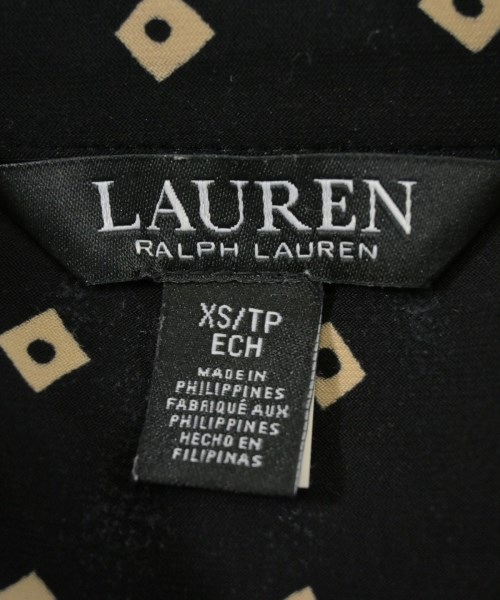 LAUREN
RALPH LAUREN
XS/TP
ECH
MADE IN
PHILIPPINES
FABRIQUÉ AUX
PHILIPPINES
HECHO EN
FILIPINAS